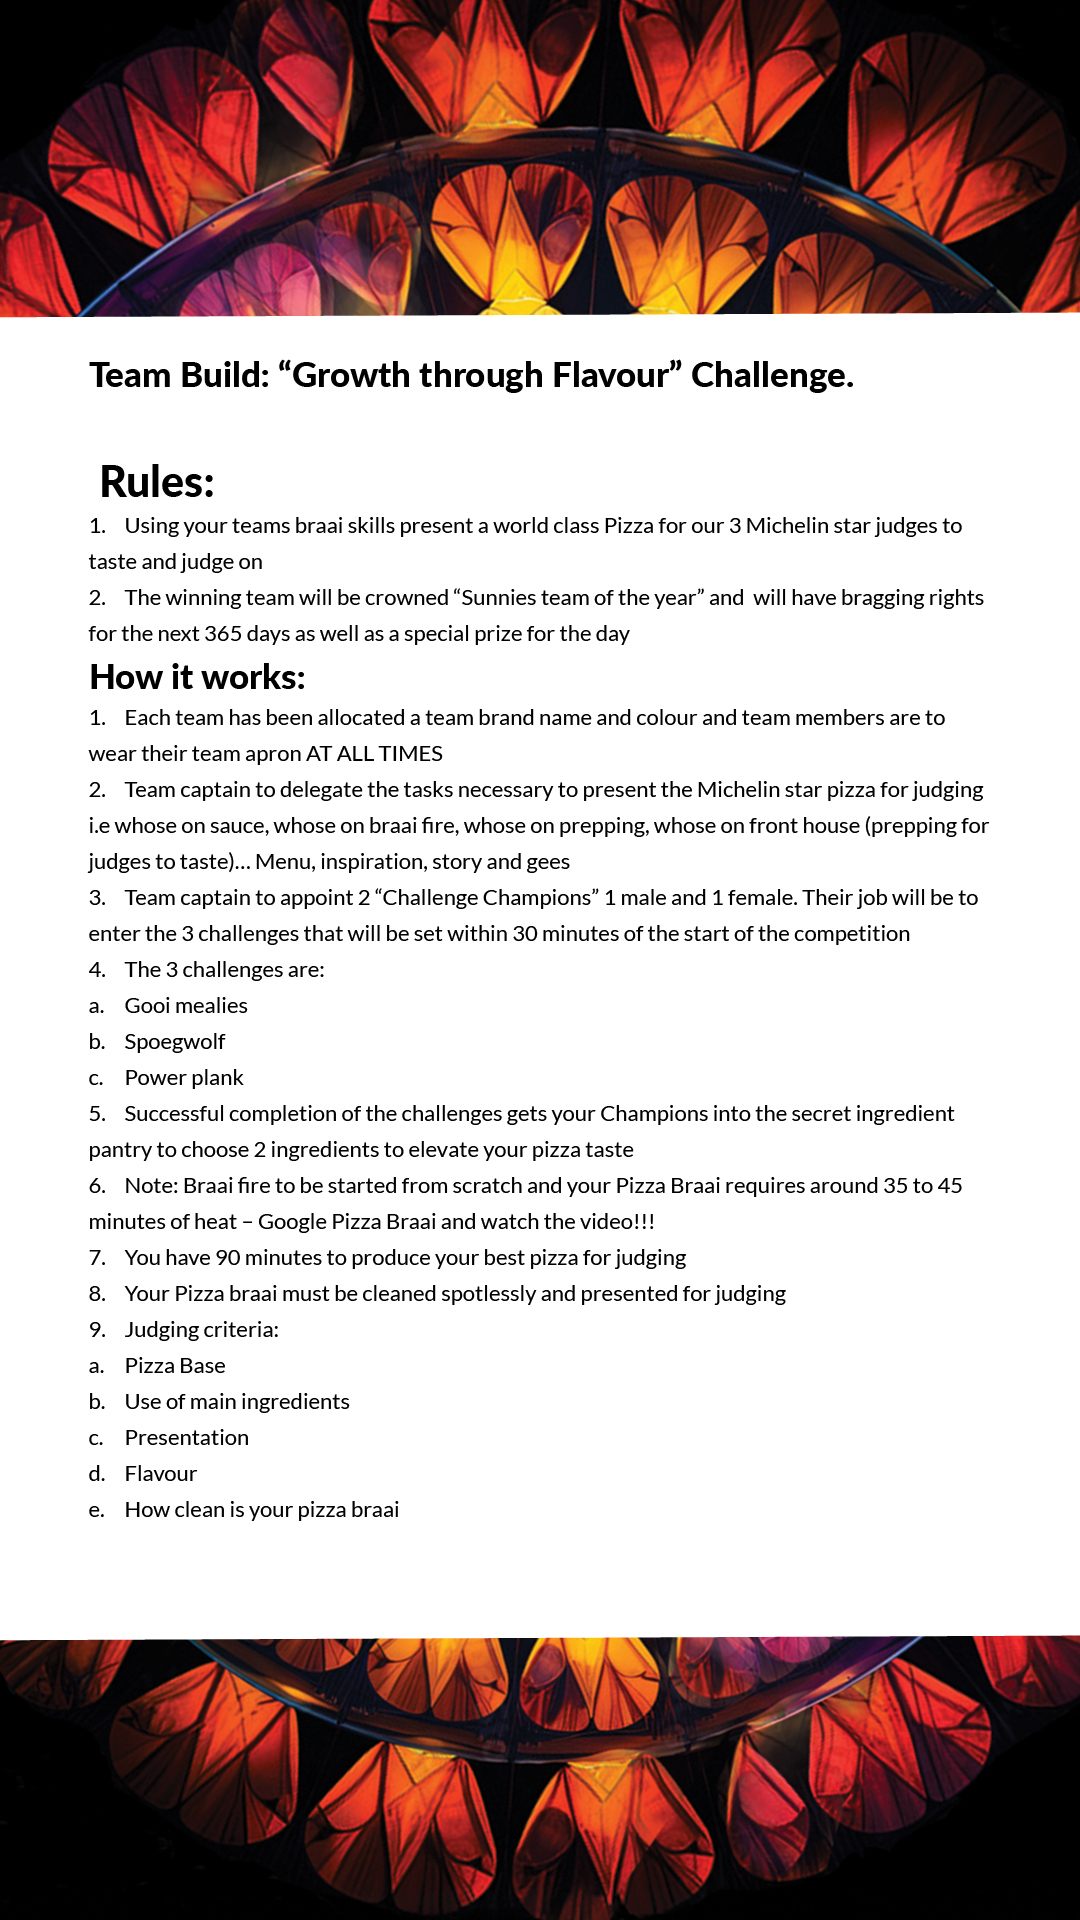 Team Build: “Growth through Flavour” Challenge.
Rules:
1. Using your teams braai skills present a world class Pizza for our 3 Michelin star judges to
taste and judge on
2. The winning team will be crowned “Sunnies team of the year” and  will have bragging rights
for the next 365 days as well as a special prize for the day
How it works:
1. Each team has been allocated a team brand name and colour and team members are to
wear their team apron AT ALL TIMES
2. Team captain to delegate the tasks necessary to present the Michelin star pizza for judging
i.e whose on sauce, whose on braai fire, whose on prepping, whose on front house (prepping for
judges to taste)… Menu, inspiration, story and gees
3. Team captain to appoint 2 “Challenge Champions” 1 male and 1 female. Their job will be to
enter the 3 challenges that will be set within 30 minutes of the start of the competition
4. The 3 challenges are:
a. Gooi mealies
b. Spoegwolf
c. Power plank
5. Successful completion of the challenges gets your Champions into the secret ingredient
pantry to choose 2 ingredients to elevate your pizza taste
6. Note: Braai fire to be started from scratch and your Pizza Braai requires around 35 to 45
minutes of heat – Google Pizza Braai and watch the video!!!
7. You have 90 minutes to produce your best pizza for judging
8. Your Pizza braai must be cleaned spotlessly and presented for judging
9. Judging criteria:
a. Pizza Base
b. Use of main ingredients
c. Presentation
d. Flavour
e. How clean is your pizza braai